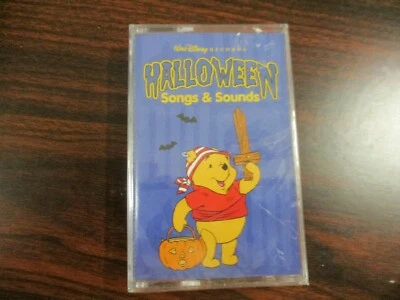 Walt Disney RECORDS
HALLOWEEN
Songs & Sounds